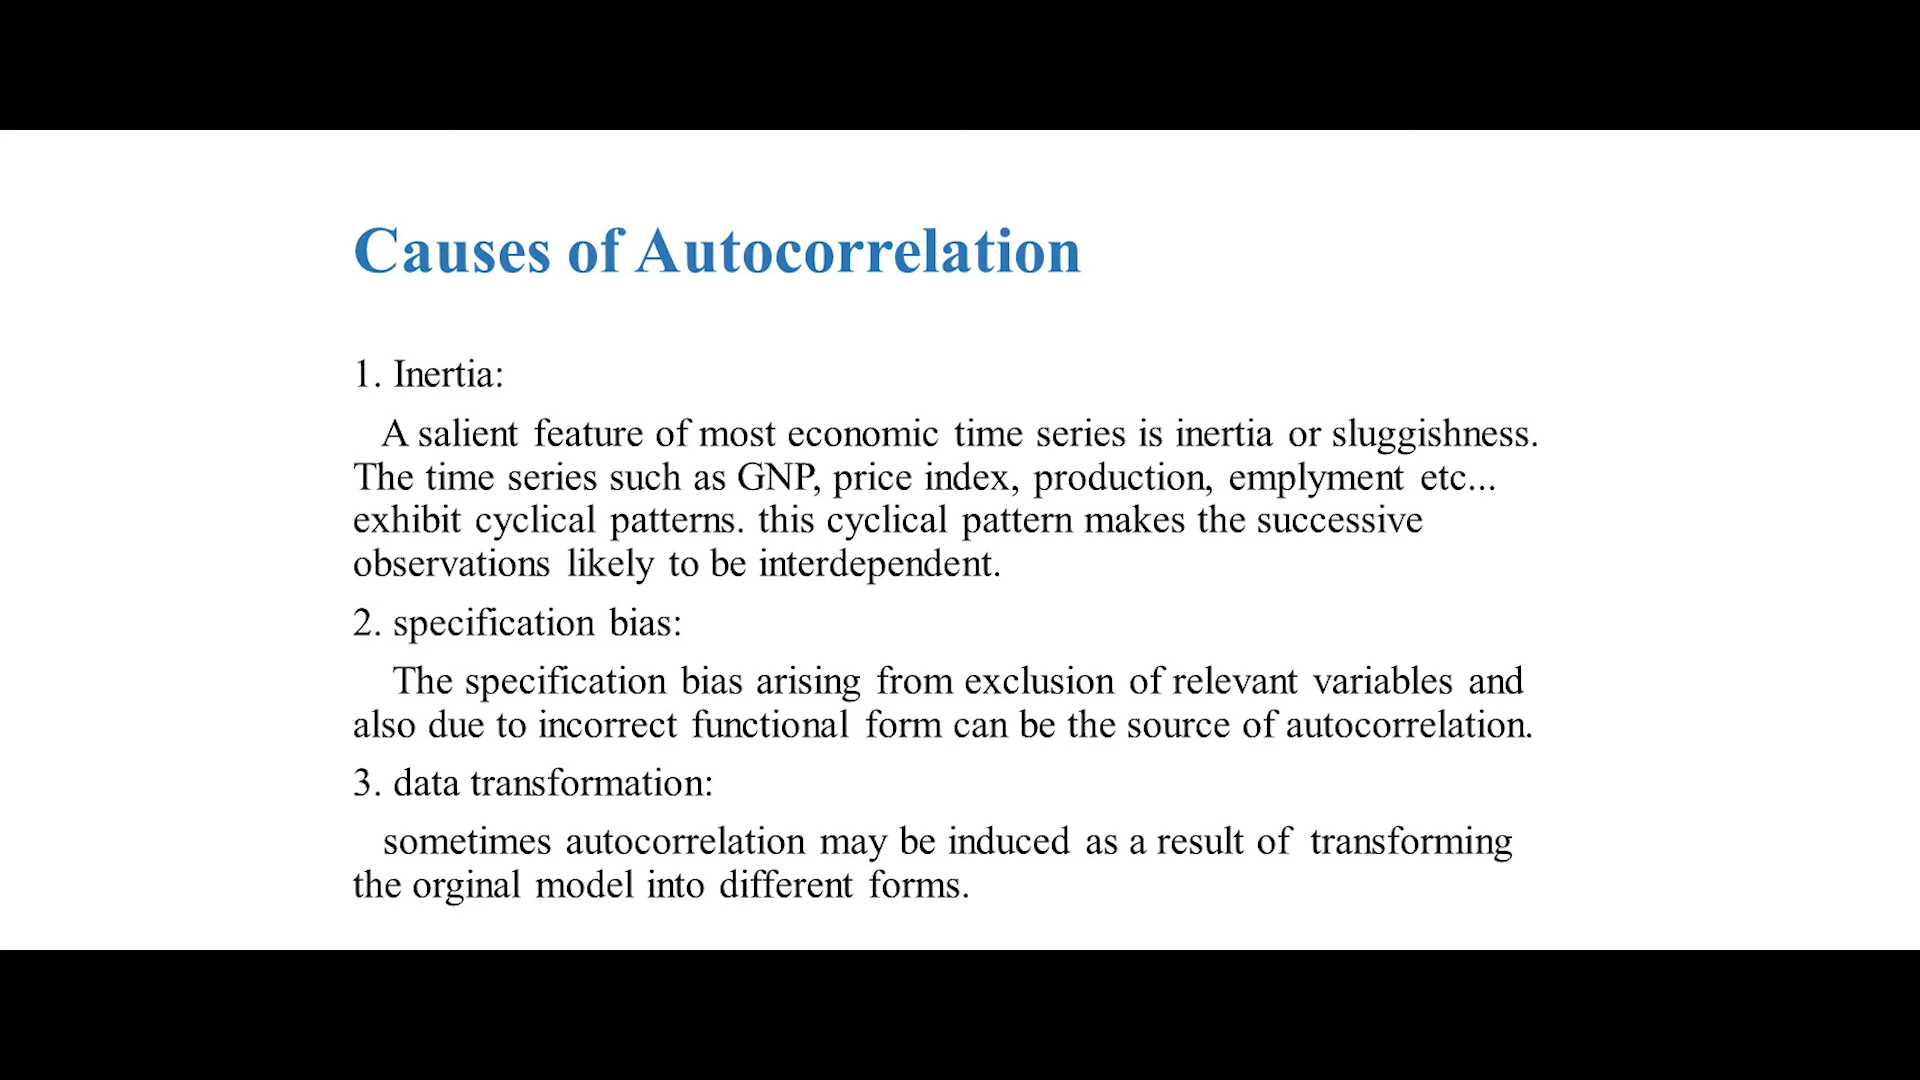 Causes of Autocorrelation
1. Inertia:
A salient feature of most economic time series is inertia or sluggishness.
The time series such as GNP, price index, production, emplyment etc...
exhibit cyclical patterns. this cyclical pattern makes the successive
observations likely to be interdependent.
2. specification bias:
The specification bias arising from exclusion of relevant variables and
also due to incorrect functional form can be the source of autocorrelation.
3. data transformation:
sometimes autocorrelation may be induced as a result of transforming
the orginal model into different forms.